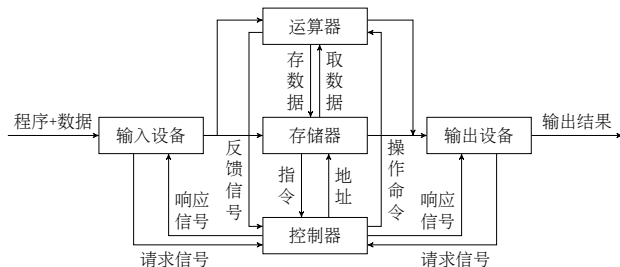 运算器
存数据
取数据
程序+数据
输入设备
存储器
输出设备
输出结果
反馈信号
指令
地址
操作命令
响应
信号
响应
信号
控制器
请求信号
请求信号